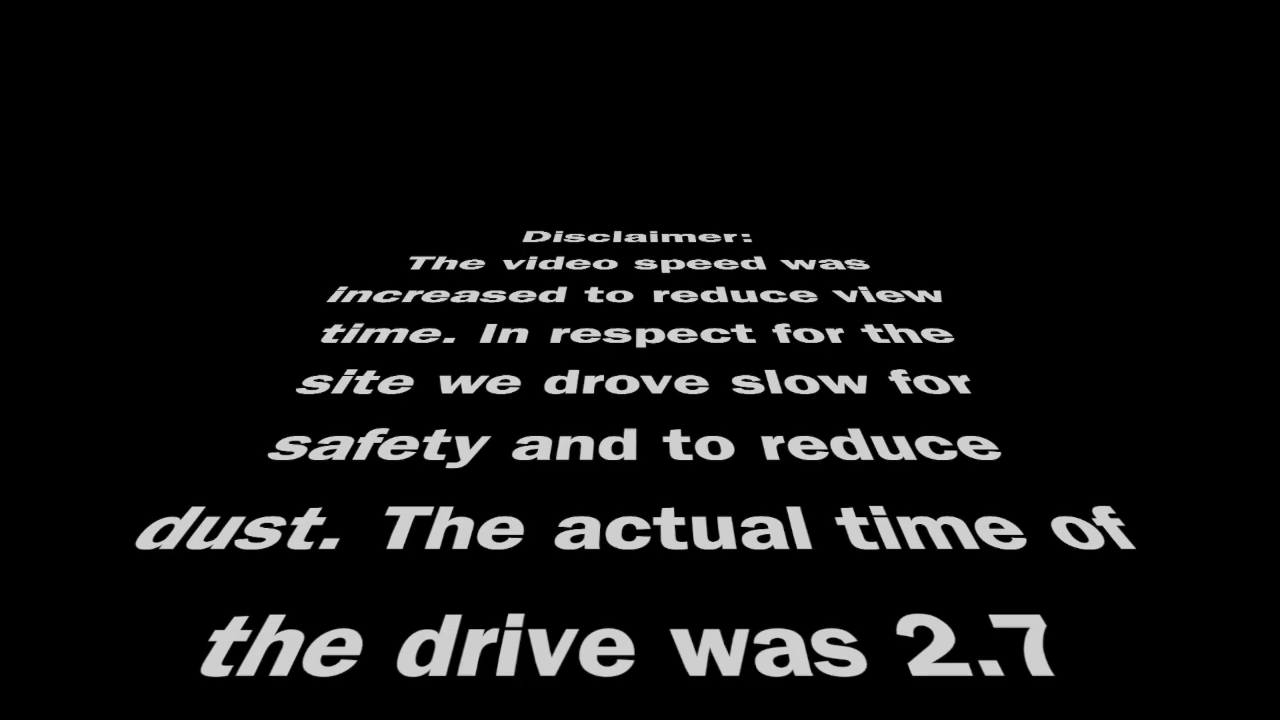 Disclaimer:
The video speed was
increased to reduce view
time. In respect for the
site we drove slow for
safety and to reduce
dust. The actual time of
the drive was 2.7